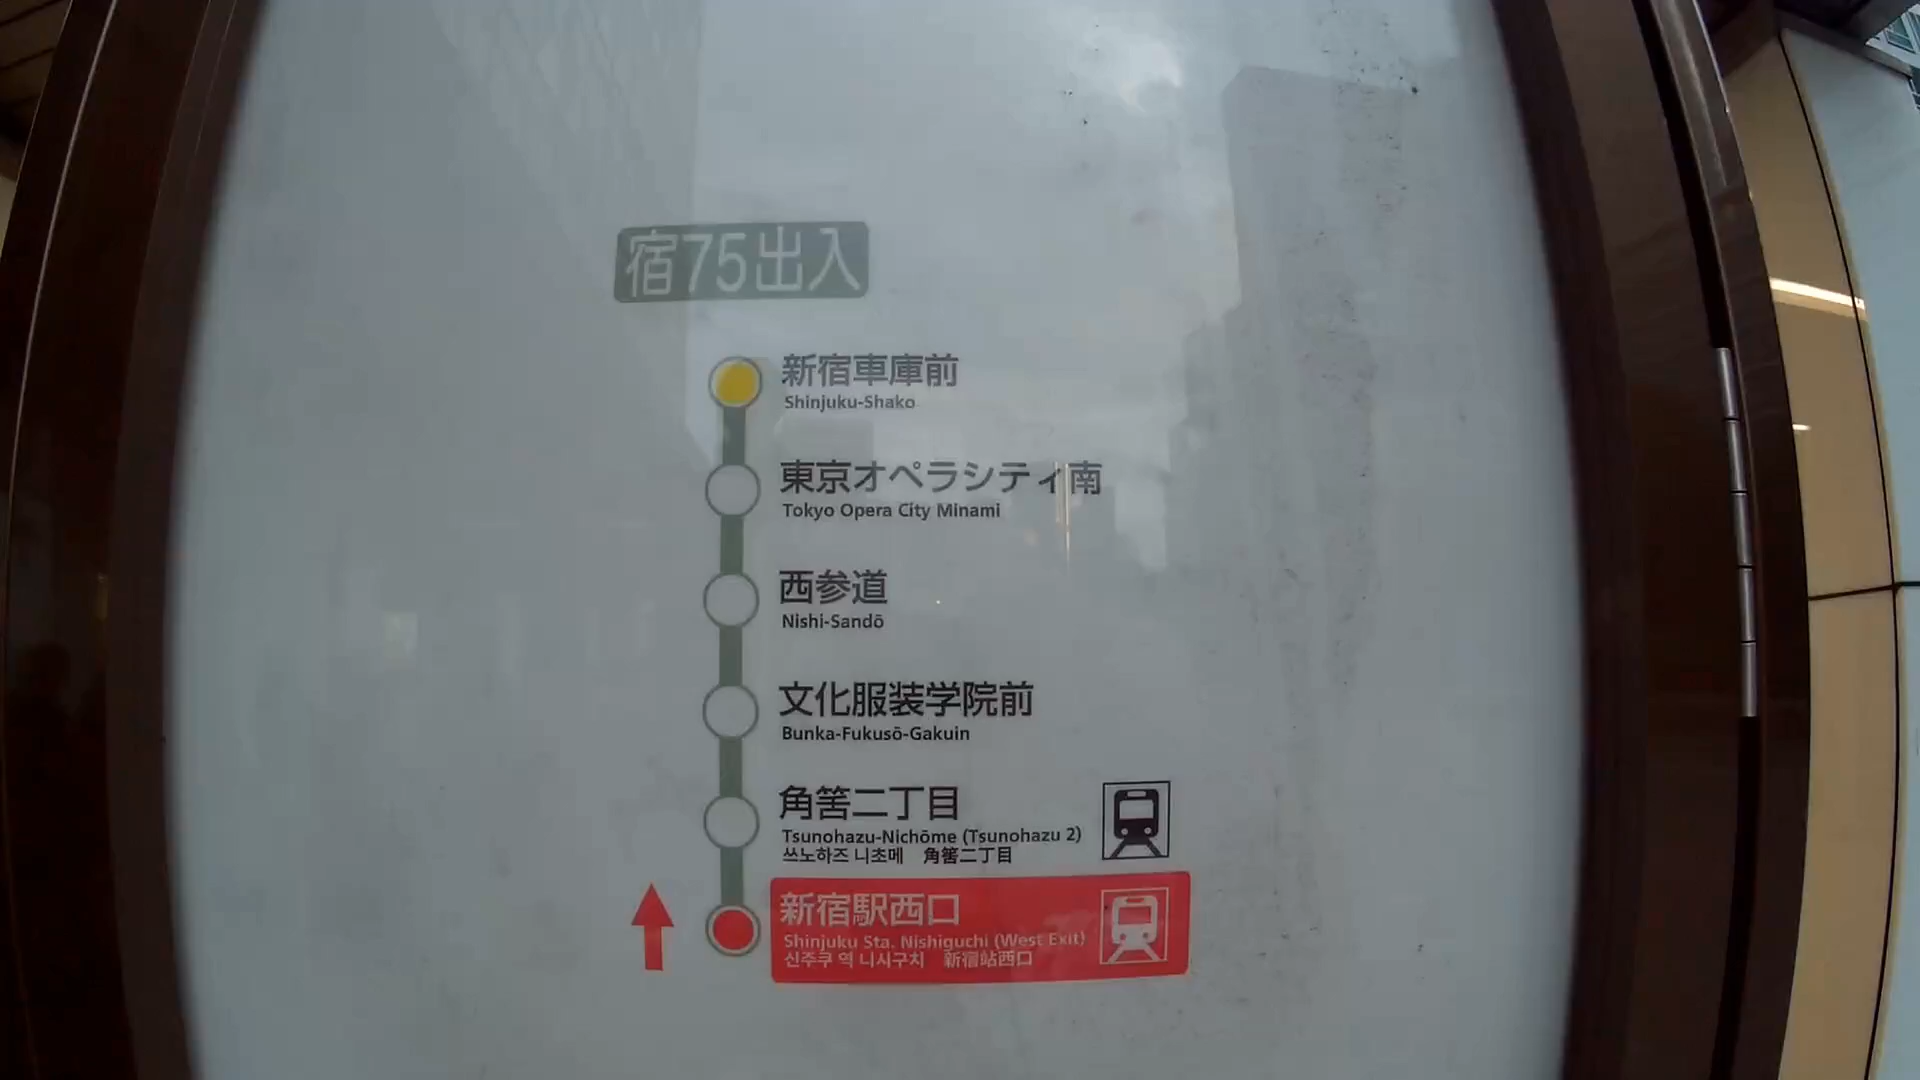 宿75出入
新宿車庫前
Shinjuku-Shako
東京オペラシティ南
Tokyo Opera City Minami
西参道
Nishi-Sandō
文化服装学院前
Bunka-Fukusō-Gakuin
角筈二丁目
Tsunohazu-Nichōme (Tsunohazu 2)
쓰노하즈 니초메 角筈二丁目
新宿駅西口
Shinjuku Sta. Nishiguchi (West Exit)
신주쿠 역 니시구치 新宿站西口